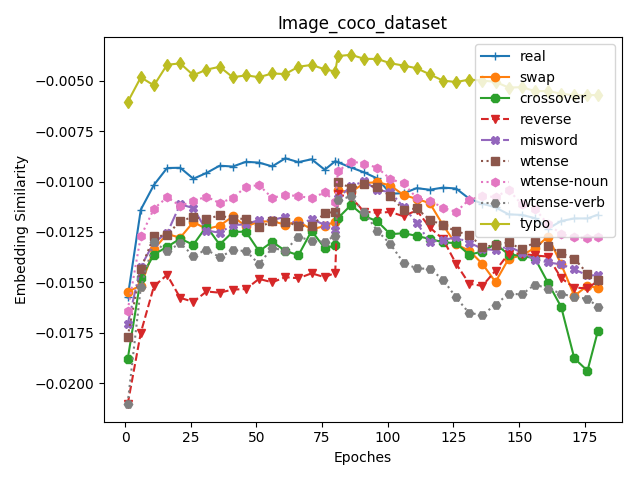 Image_coco_dataset
Embedding Similarity
−0.0050
−0.0075
−0.0100
−0.0125
−0.0150
−0.0175
−0.0200
real
swap
crossover
reverse
misword
wtense
wtense-noun
wtense-verb
typo
0 25 50 75 100 125 150 175
Epoches